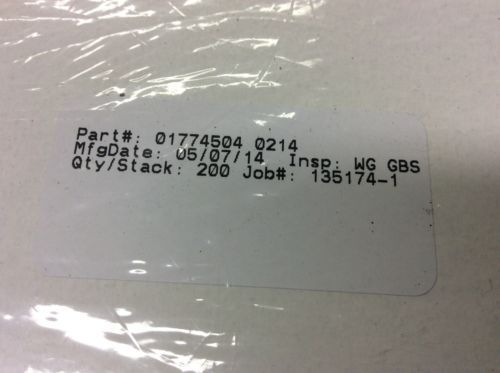 Part#: 01774504 0214
MfgDate: 05/07/14 Insp: WG GBS
Qty/Stack: 200 Job#: 135174-1